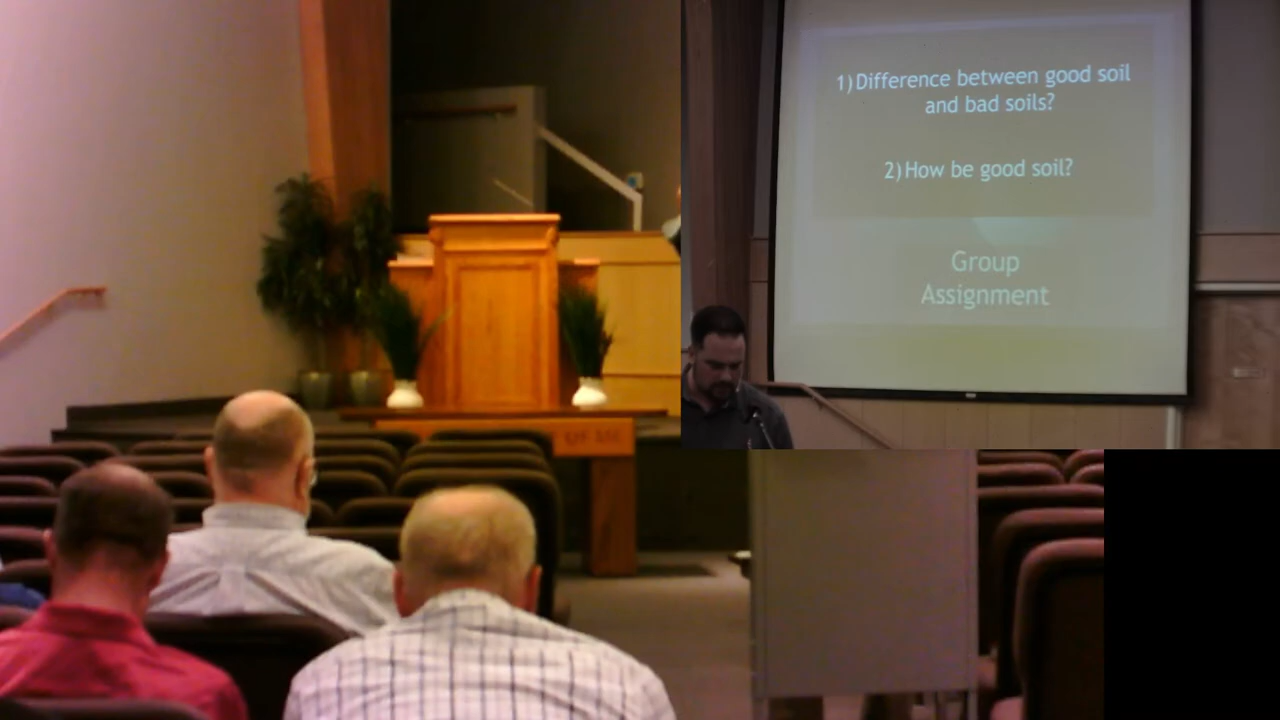 1) Difference between good soil
and bad soils?
2) How be good soil?
Group
Assignment